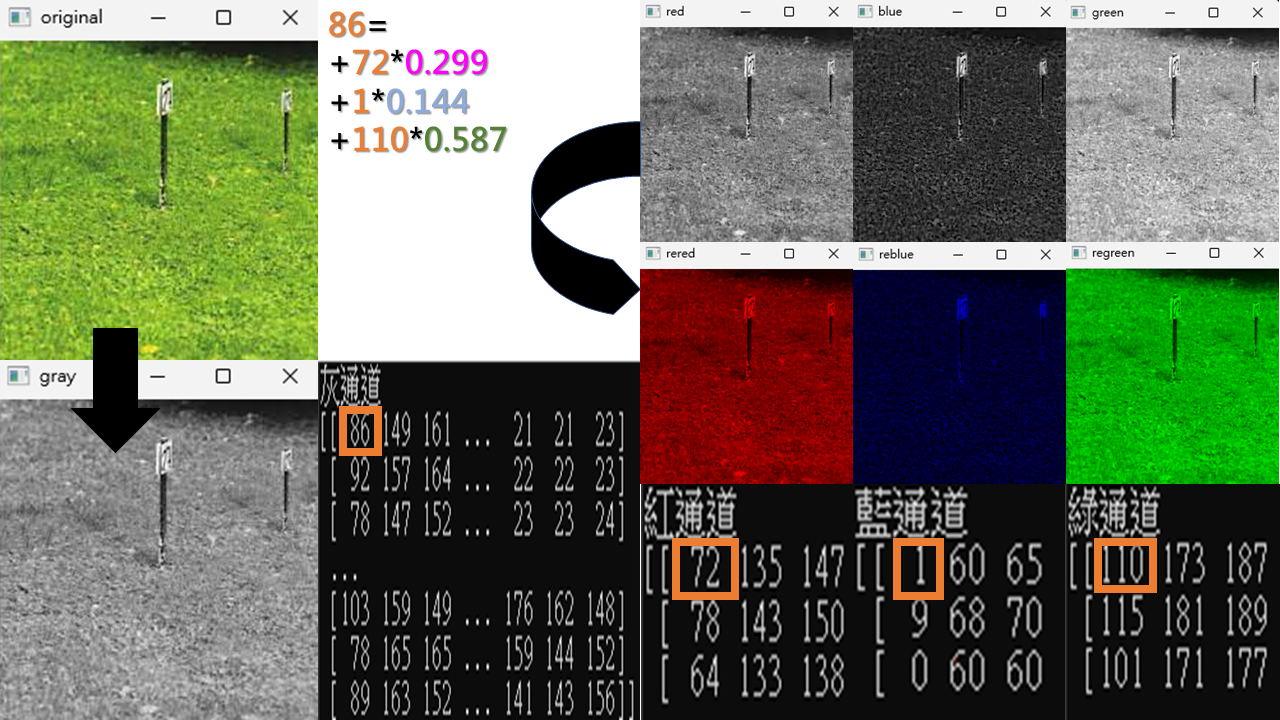 original
86=
+72*0.299
+1*0.144
+110*0.587
red
blue
green
rered
reblue
regreen
gray
灰通道
[[ 86 149 161 ... 21 21 23]
[ 92 157 164 ... 22 22 23]
[ 78 147 152 ... 23 23 24]
...
[103 159 149 ... 176 162 148]
[ 78 165 165 ... 159 144 152]
[ 89 163 152 ... 141 143 156]]
紅通道
[[ 72 135 147
[ 78 143 150
[ 64 133 138
藍通道
[[ 1 60 65
[ 9 68 70
[ 0 60 60
綠通道
[[110 173 187
[115 181 189
[101 171 177